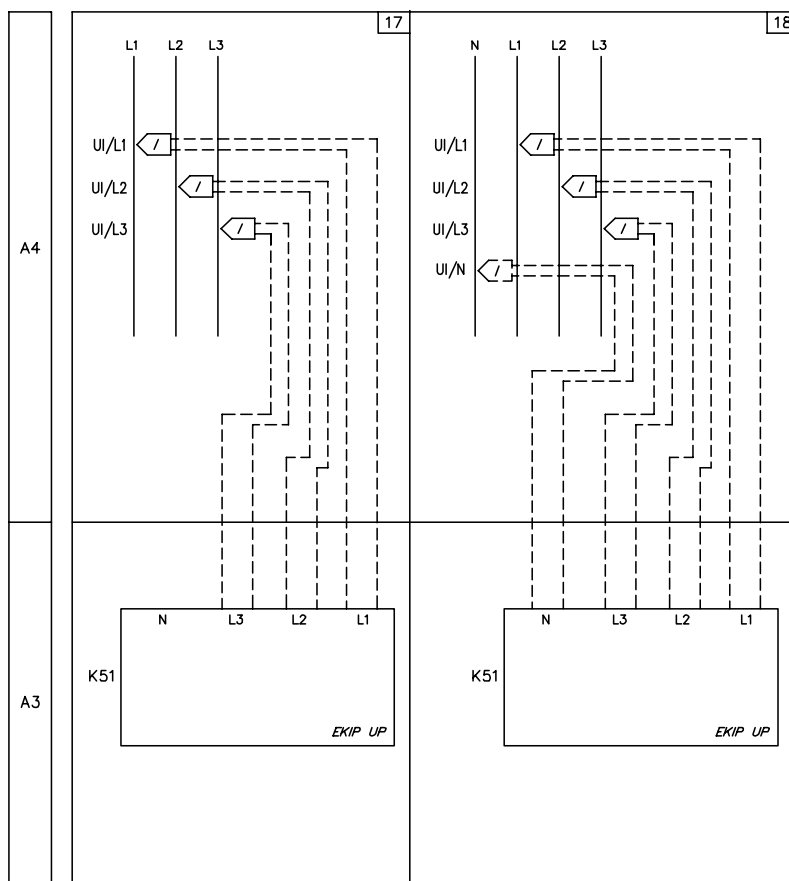 17
18
L1 L2 L3
N L1 L2 L3
UI/L1
UI/L2
UI/L3
UI/L1
UI/L2
UI/L3
UI/N
A4
N L3 L2 L1
K51
EKIP UP
N L3 L2 L1
K51
EKIP UP
A3